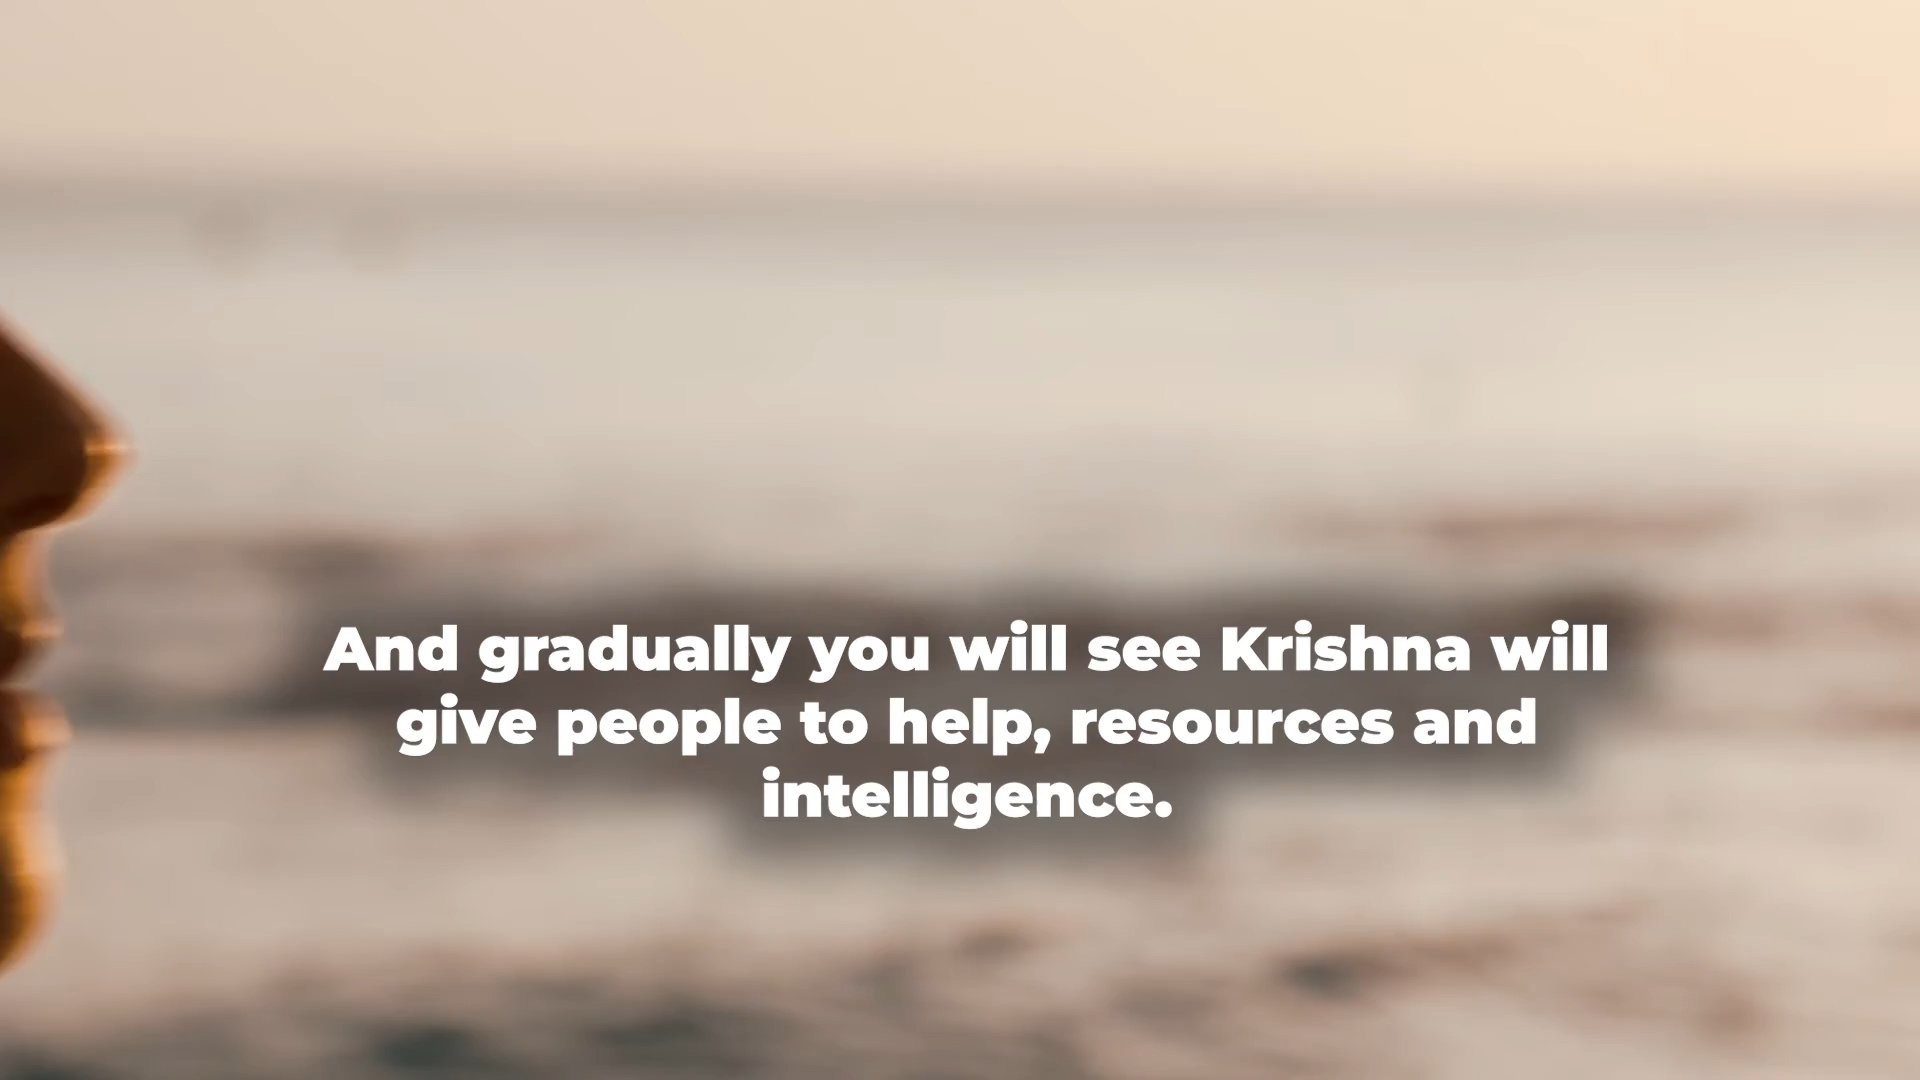 And gradually you will see Krishna will
give people to help, resources and
intelligence.